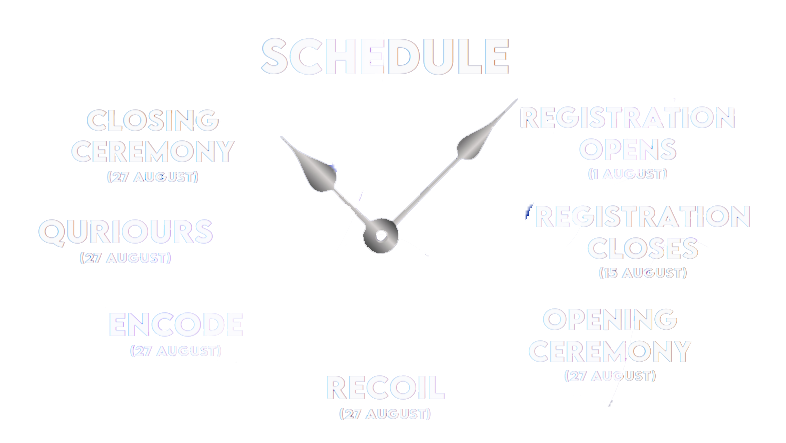 SCHEDULE
REGISTRATION
OPENS
(1 AUGUST)
REGISTRATION
CLOSES
(15 AUGUST)
OPENING
CEREMONY
(27 AUGUST)
RECOIL
(27 AUGUST)
ENCODE
(27 AUGUST)
QURIOURS
(27 AUGUST)
CLOSING
CEREMONY
(27 AUGUST)